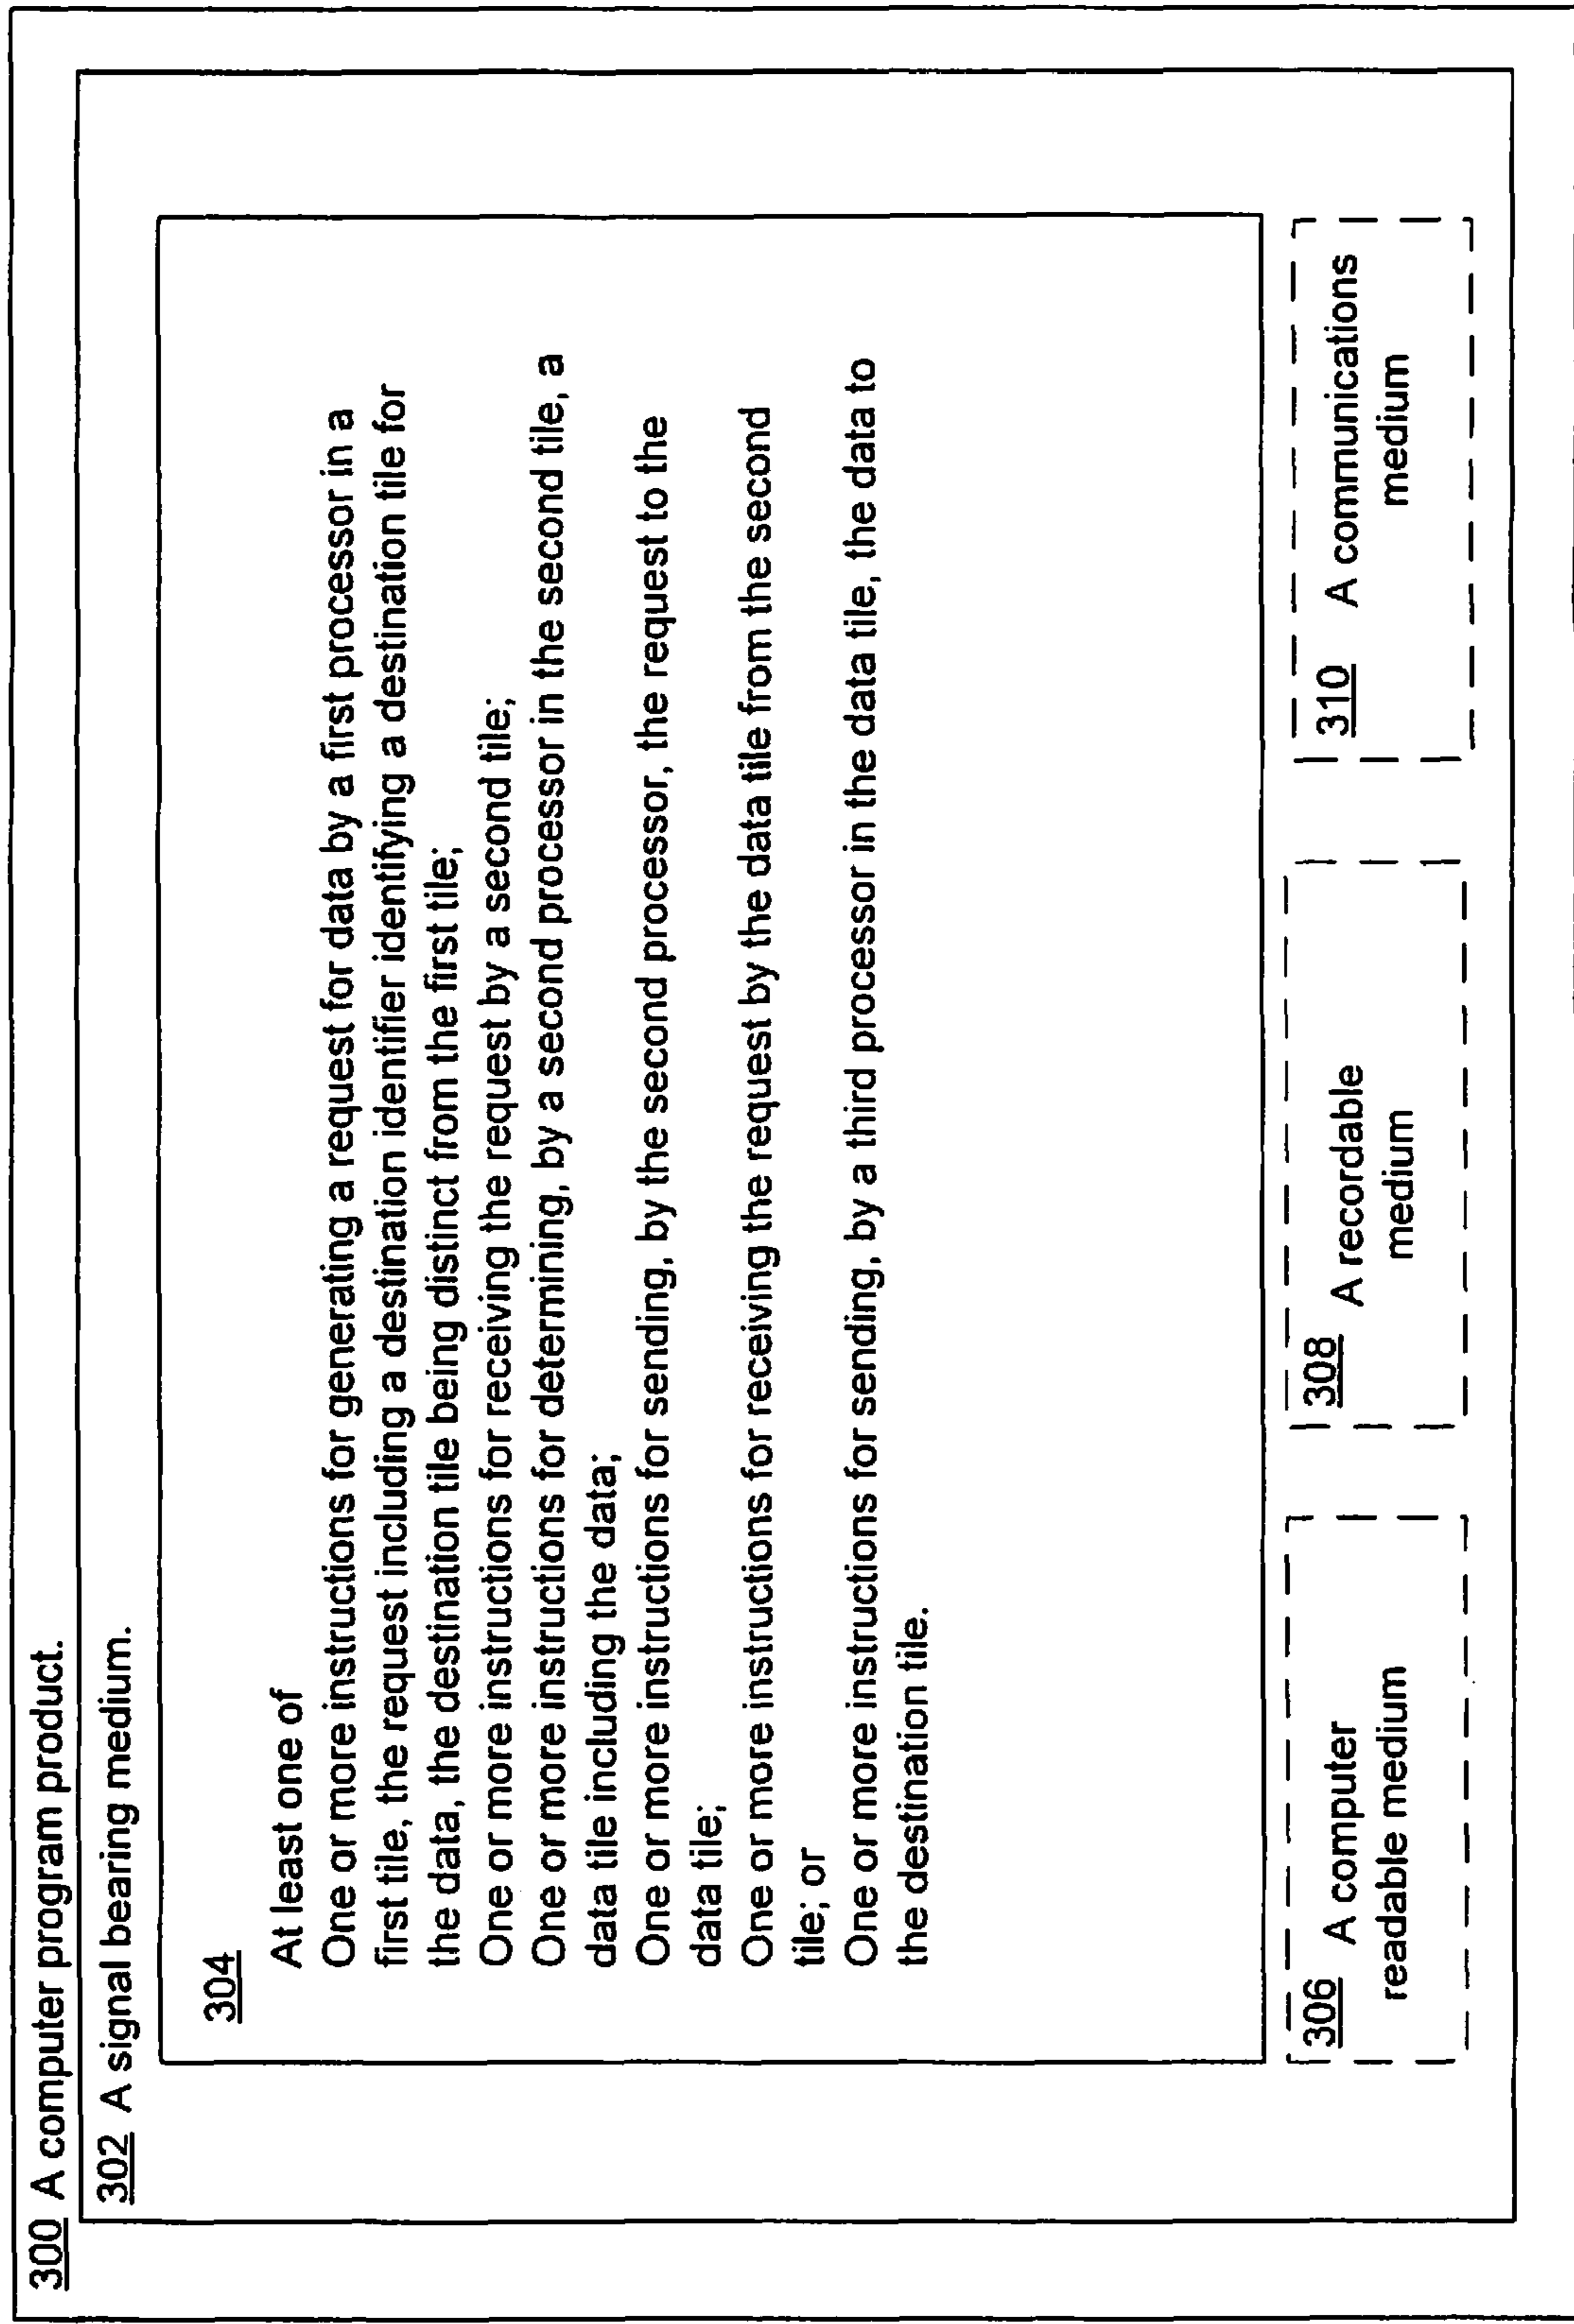 300 A computer program product.
302 A signal bearing medium.
304
At least one of
One or more instructions for generating a request for data by a first processor in a
first tile, the request including a destination identifier identifying a destination tile for
the data, the destination tile being distinct from the first tile;
One or more instructions for receiving the request by a second tile;
One or more instructions for determining, by a second processor in the second tile, a
data tile including the data;
One or more instructions for sending, by the second processor, the request to the
data tile;
One or more instructions for receiving the request by the data tile from the second
tile; or
One or more instructions for sending, by a third processor in the data tile, the data to
the destination tile.
306 A computer
readable medium
308 A recordable
medium
310 A communications
medium